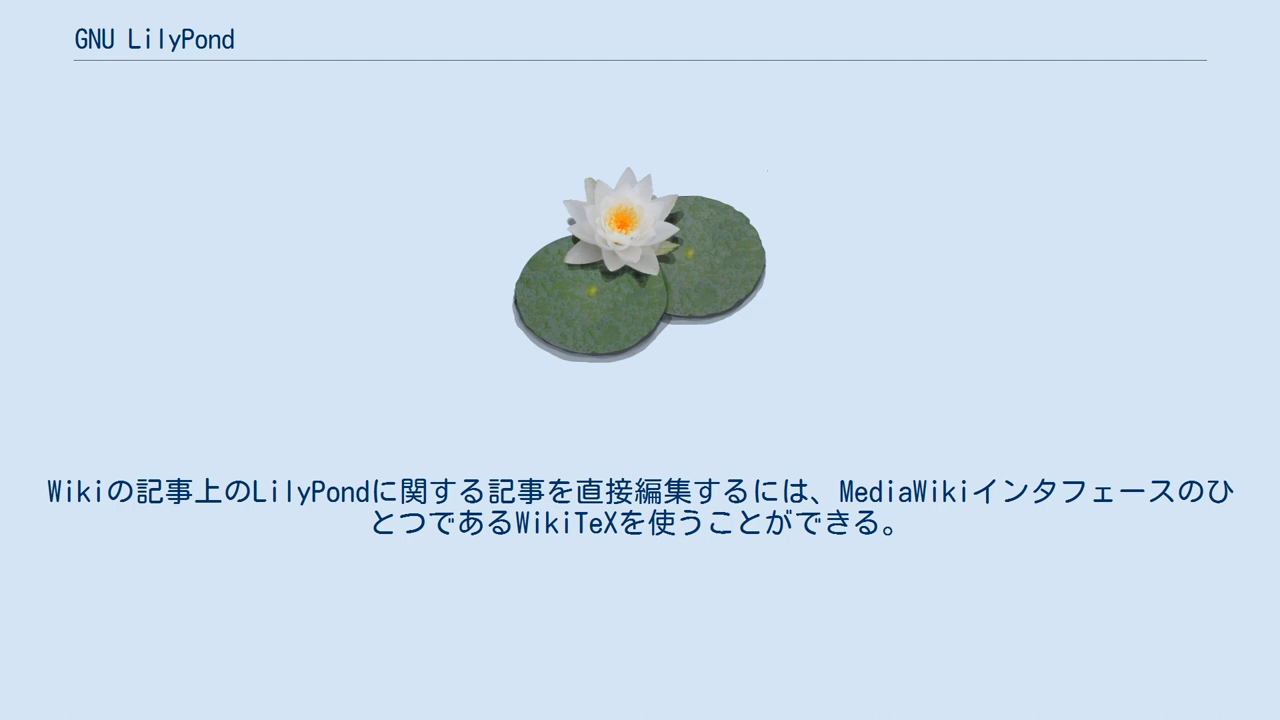 GNU LilyPond
Wikiの記事上のLilyPondに関する記事を直接編集するには、MediaWikiインタフェースのひ
とつであるWikiTeXを使うことができる。